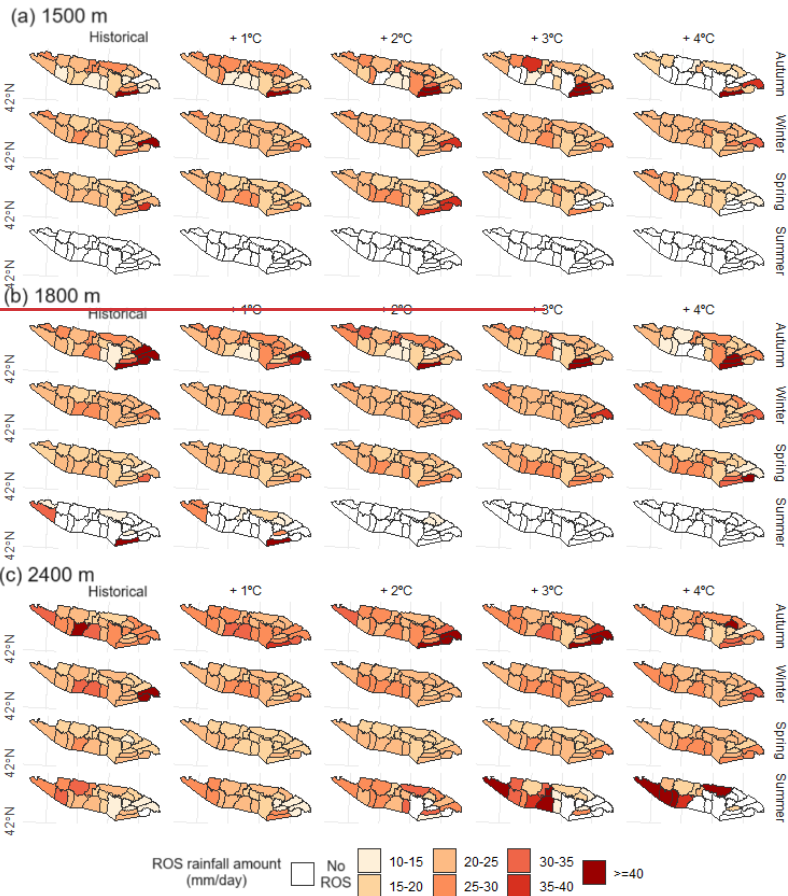 (a) 1500 m
Historical + 1ºC + 2ºC + 3ºC + 4ºC
42ºN Autumn
42ºN Winter
42ºN Spring
42ºN Summer
(b) 1800 m
Historical + 1ºC + 2ºC + 3ºC + 4ºC
42ºN Autumn
42ºN Winter
42ºN Spring
42ºN Summer
(c) 2400 m
Historical + 1ºC + 2ºC + 3ºC + 4ºC
42ºN Autumn
42ºN Winter
42ºN Spring
42ºN Summer
ROS rainfall amount (mm/day)
No ROS
10-15 20-25 30-35 >=40
15-20 25-30 35-40